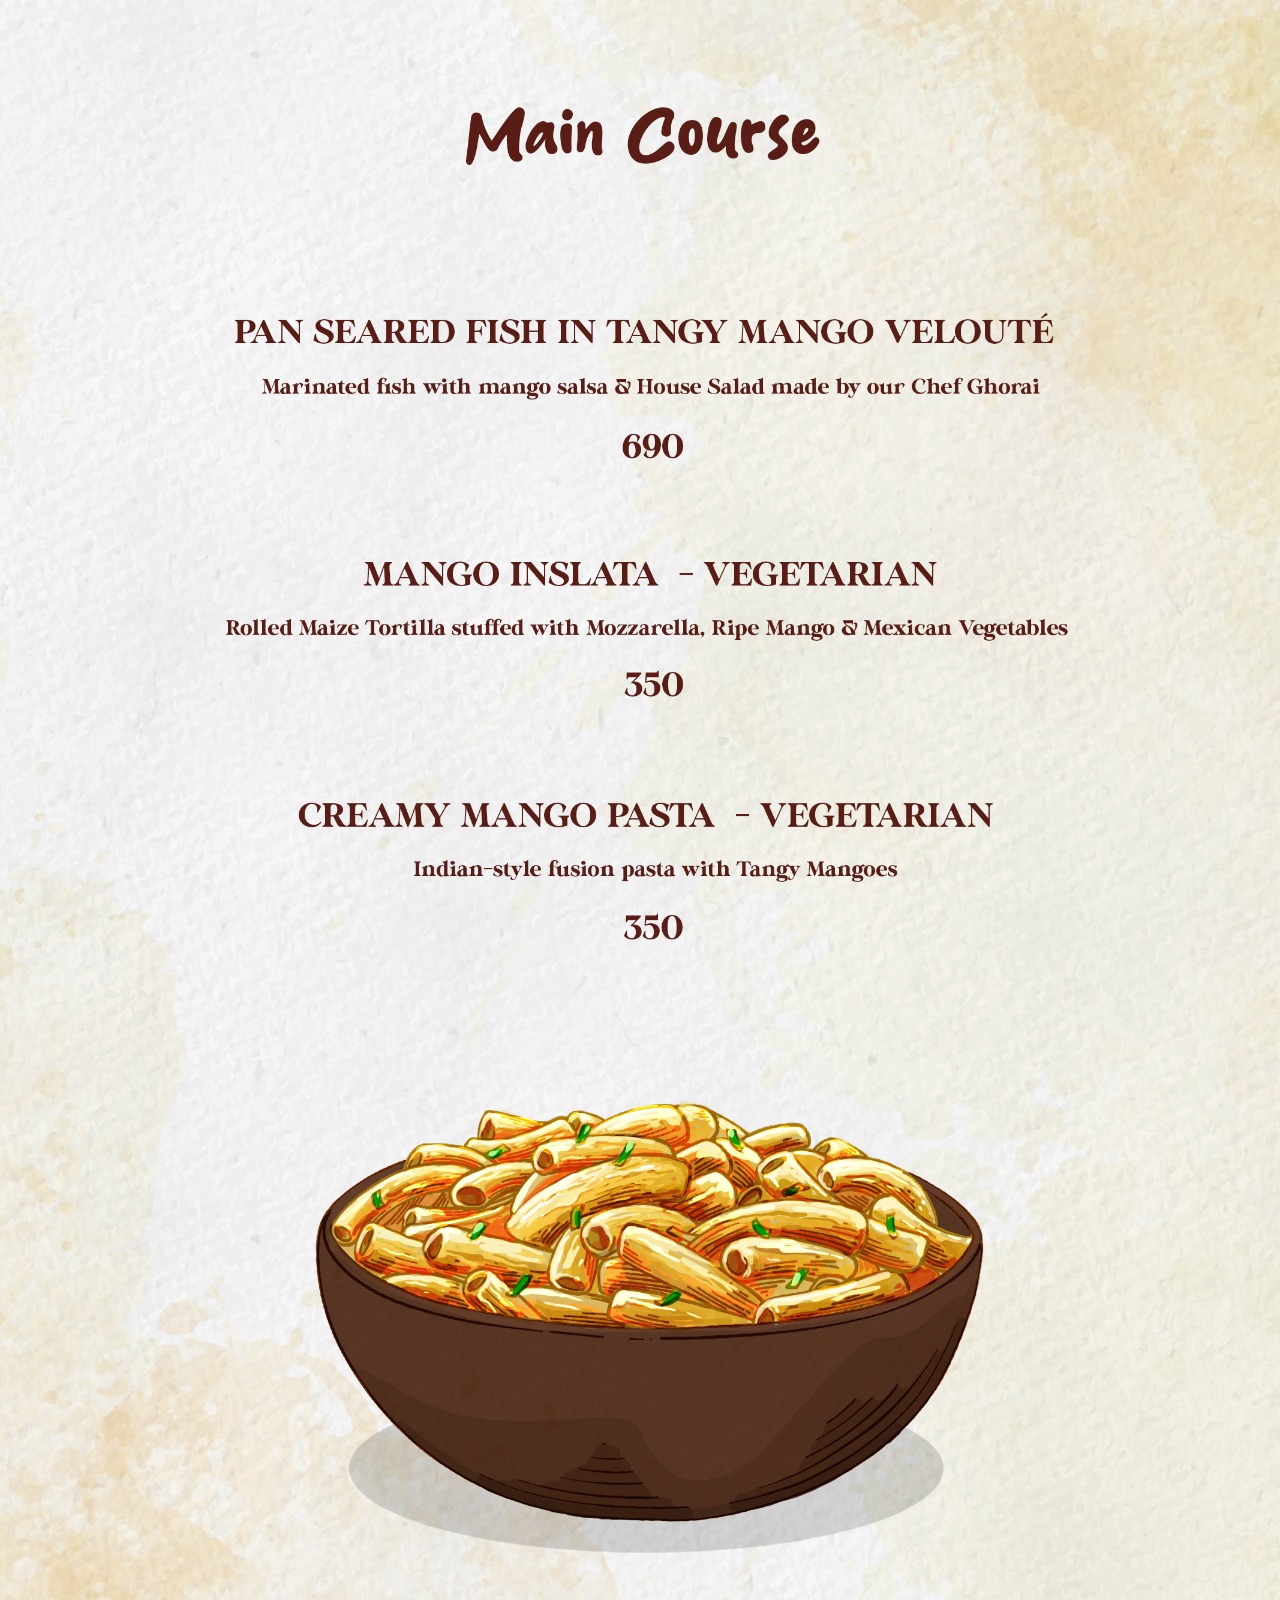 Main Course
PAN SEARED FISH IN TANGY MANGO VELOUTÉ
Marinated fish with mango salsa & House Salad made by our Chef Ghorai
690
MANGO INSLATA - VEGETARIAN
Rolled Maize Tortilla stuffed with Mozzarella, Ripe Mango & Mexican Vegetables
350
CREAMY MANGO PASTA - VEGETARIAN
Indian-style fusion pasta with Tangy Mangoes
350